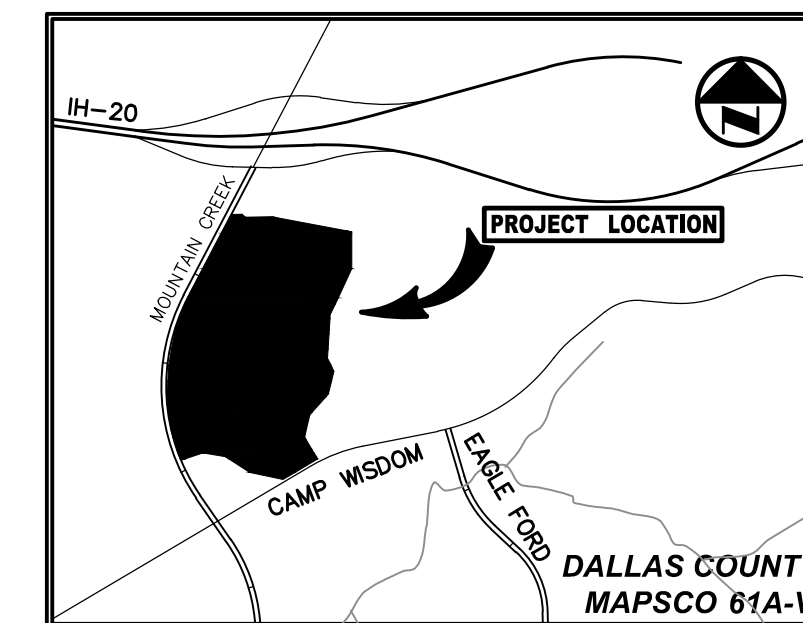 IH-20
MOUNTAIN CREEK
PROJECT LOCATION
CAMP WISDOM
EAGLE FORD
DALLAS COUNT
MAPSCO 61A-